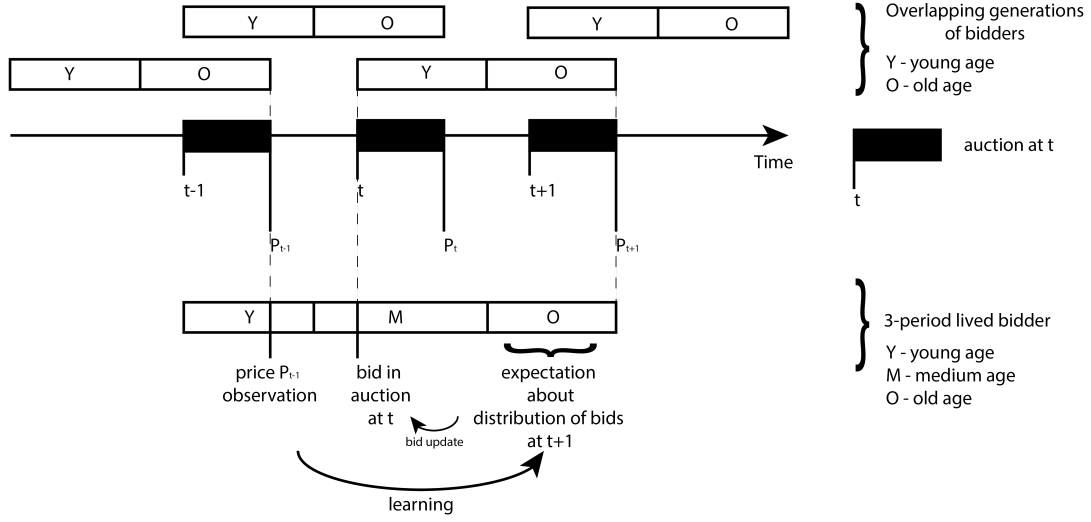 Y O
Y O
Overlapping generations
of bidders
Y - young age
O - old age
Y O
Y O
Time
auction at t
t-1
t
t+1
t
Pt-1
Pt
Pt+1
Y M O
3-period lived bidder
Y - young age
M - medium age
O - old age
price Pt-1
observation
bid in
auction
at t
expectation
about
distribution of bids
at t+1
bid update
learning